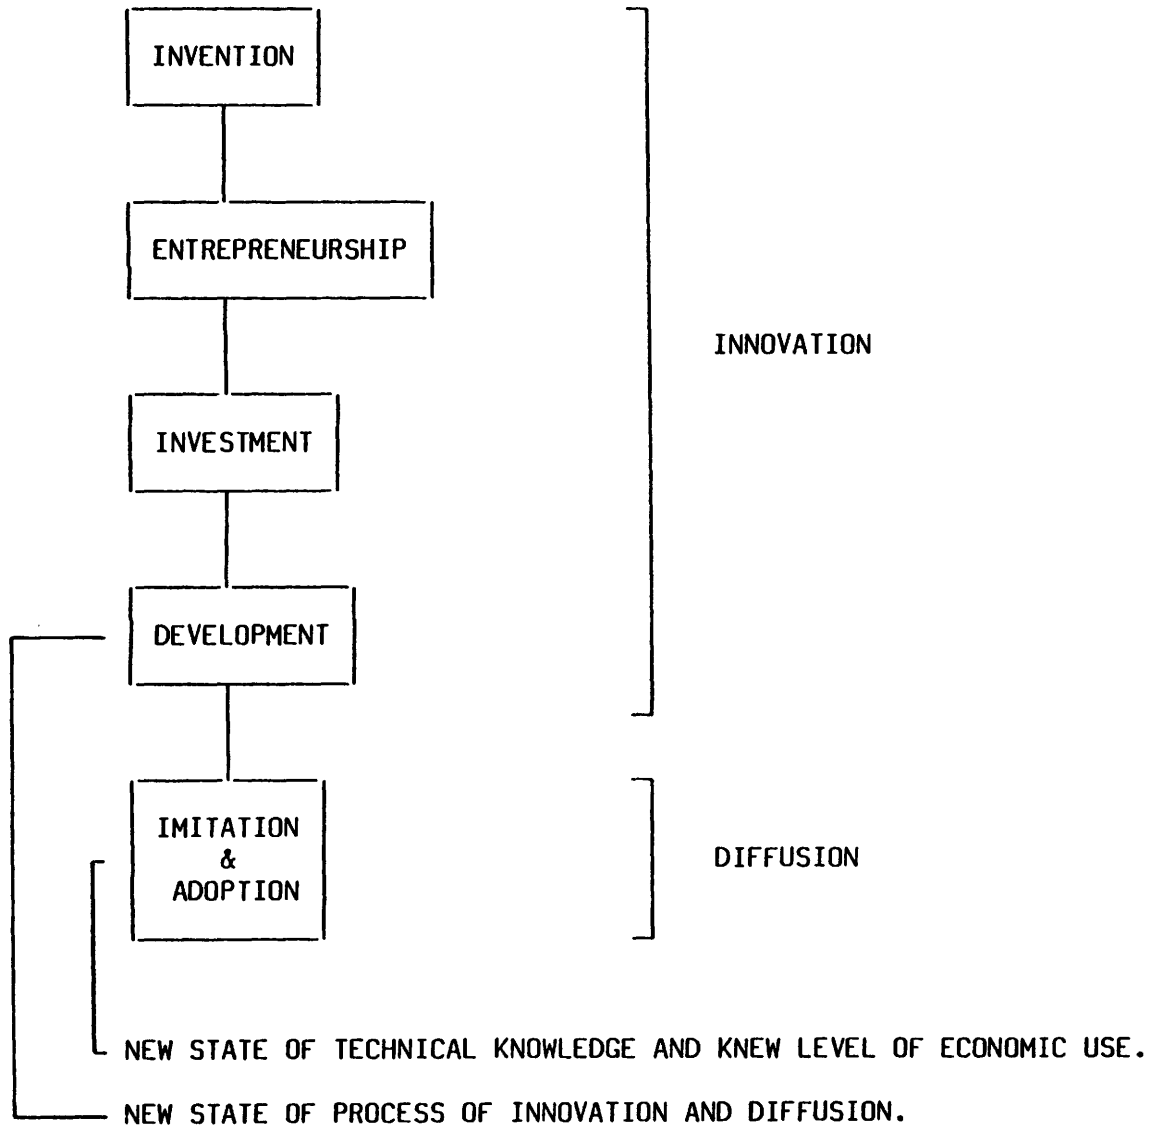 INVENTION
ENTREPRENEURSHIP
INNOVATION
INVESTMENT
DEVELOPMENT
IMITATION
&
ADOPTION
DIFFUSION
NEW STATE OF TECHNICAL KNOWLEDGE AND KNEW LEVEL OF ECONOMIC USE.
NEW STATE OF PROCESS OF INNOVATION AND DIFFUSION.